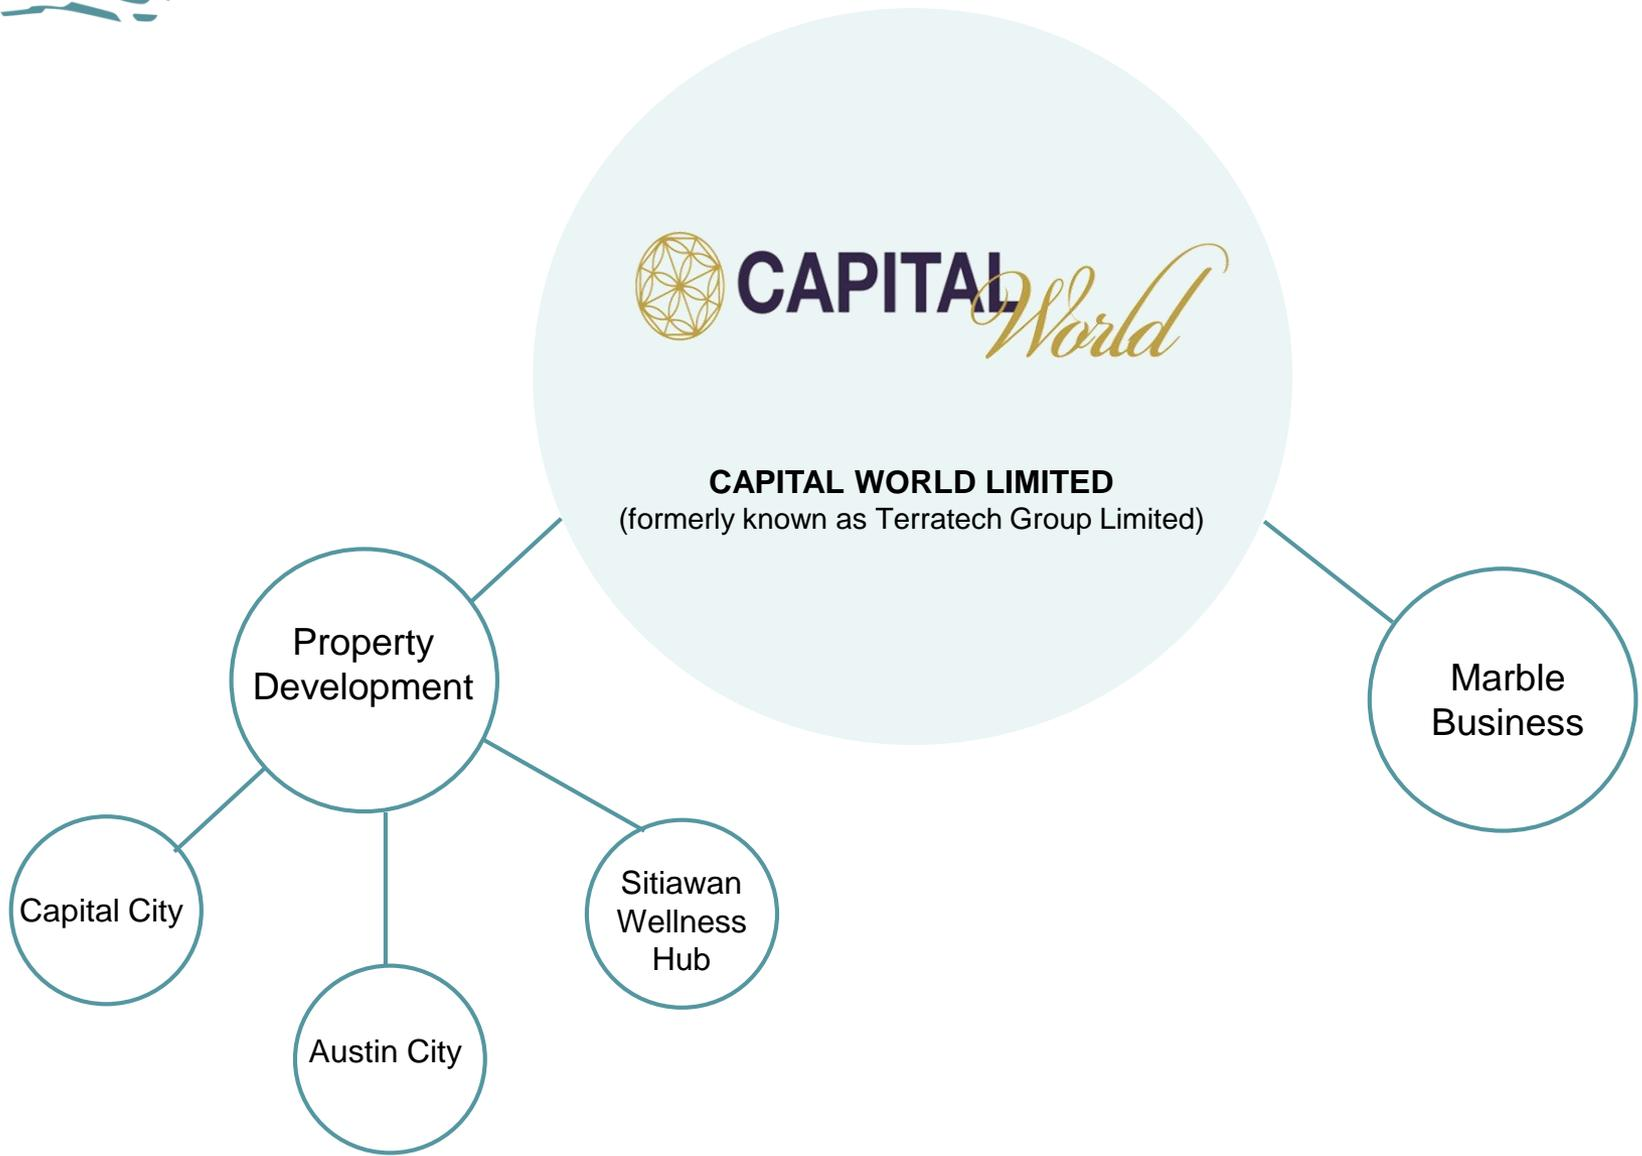 CAPITAL World
CAPITAL WORLD LIMITED
(formerly known as Terratech Group Limited)
Property
Development
Marble
Business
Capital City
Sitiawan
Wellness
Hub
Austin City